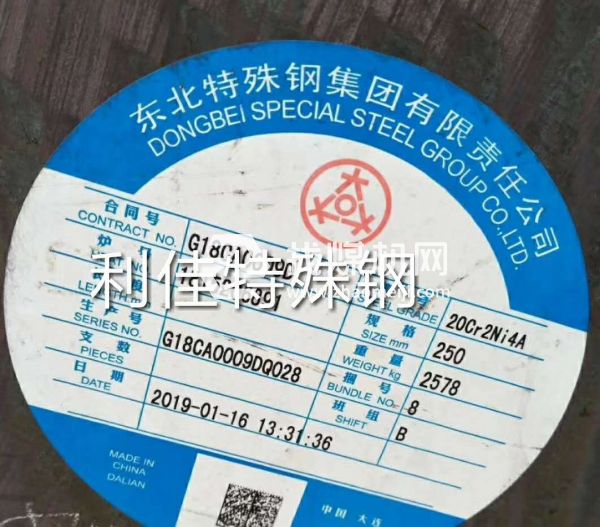 东北特殊钢集团有限责任公司
DONGBEI SPECIAL STEEL GROUP CO.,LTD.
合同号
CONTRACT NO.
炉
LENGTH m
GRADE
20Cr2Ni4A
规格
SIZE mm
250
生产号
SERIES NO.
G18CA0009DQ028
重量
WEIGHT kg
2578
支数
PIECES
捆号
BUNDLE NO.
8
日期
DATE
2019-01-16 13:31:36
班组
SHIFT
B
MADE IN
CHINA
DALIAN
中国 大连
利佳特殊钢